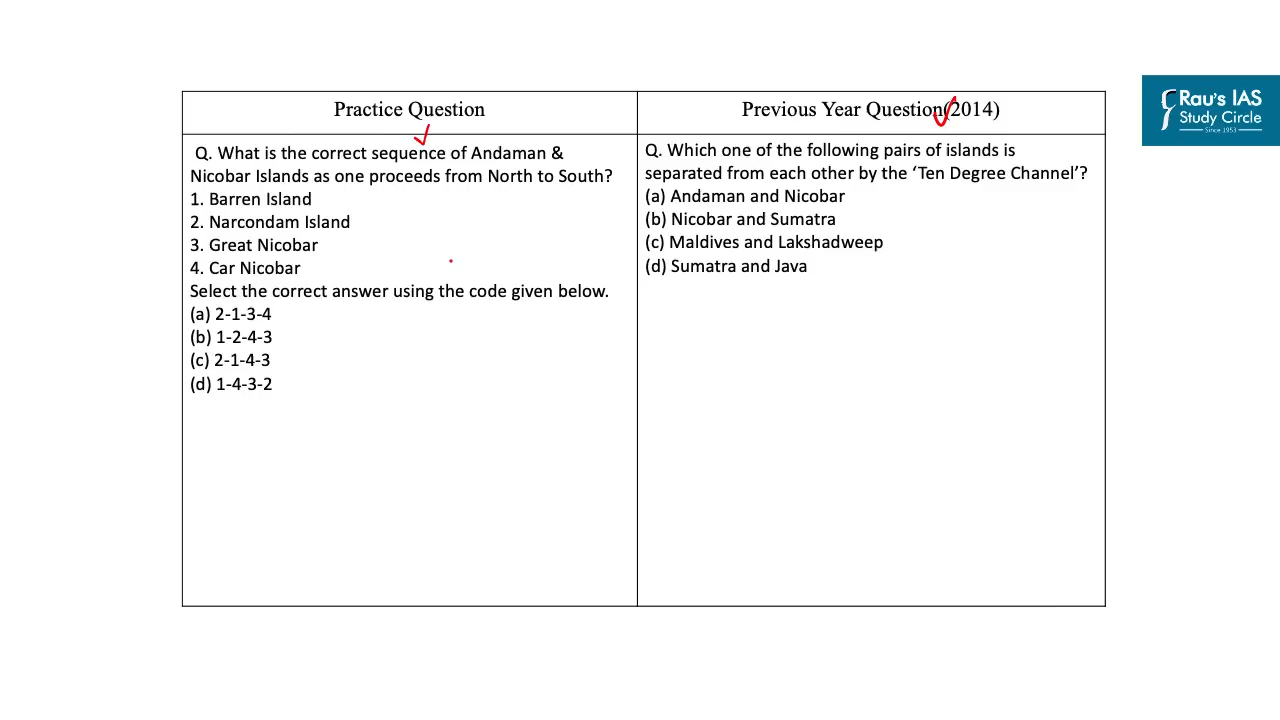 Practice Question
Q. What is the correct sequence of Andaman &
Nicobar Islands as one proceeds from North to South?
1. Barren Island
2. Narcondam Island
3. Great Nicobar
4. Car Nicobar
Select the correct answer using the code given below.
(a) 2-1-3-4
(b) 1-2-4-3
(c) 2-1-4-3
(d) 1-4-3-2
Previous Year Question(2014)
Q. Which one of the following pairs of islands is
separated from each other by the ‘Ten Degree Channel’?
(a) Andaman and Nicobar
(b) Nicobar and Sumatra
(c) Maldives and Lakshadweep
(d) Sumatra and Java
Rau's IAS
Study Circle
Since 1953